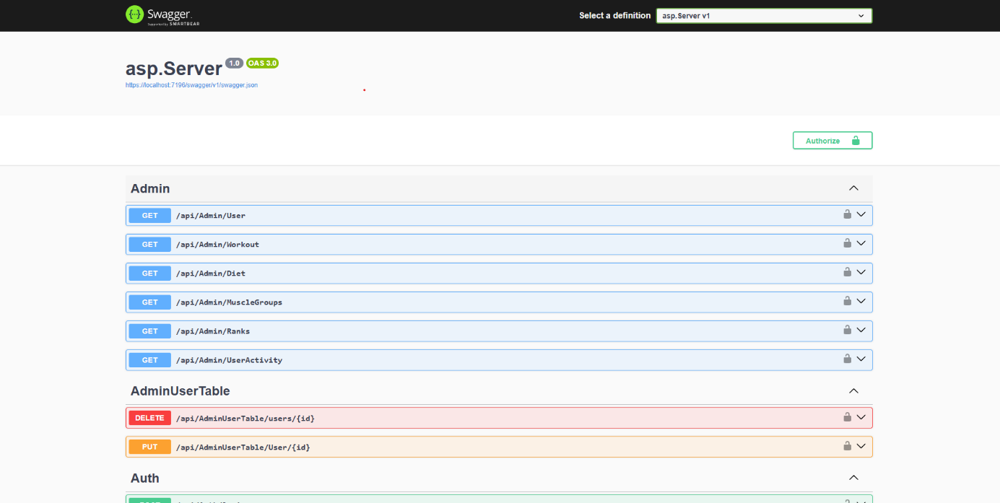 Swagger.
Supported by SMARTBEAR
Select a definition
asp.Server v1
asp.Server 1.0 OAS 3.0
https://localhost:7196/swagger/v1/swagger.json
Authorize
Admin
GET /api/Admin/User
GET /api/Admin/Workout
GET /api/Admin/Diet
GET /api/Admin/MuscleGroups
GET /api/Admin/Ranks
GET /api/Admin/UserActivity
AdminUserTable
DELETE /api/AdminUserTable/users/{id}
PUT /api/AdminUserTable/User/{id}
Auth